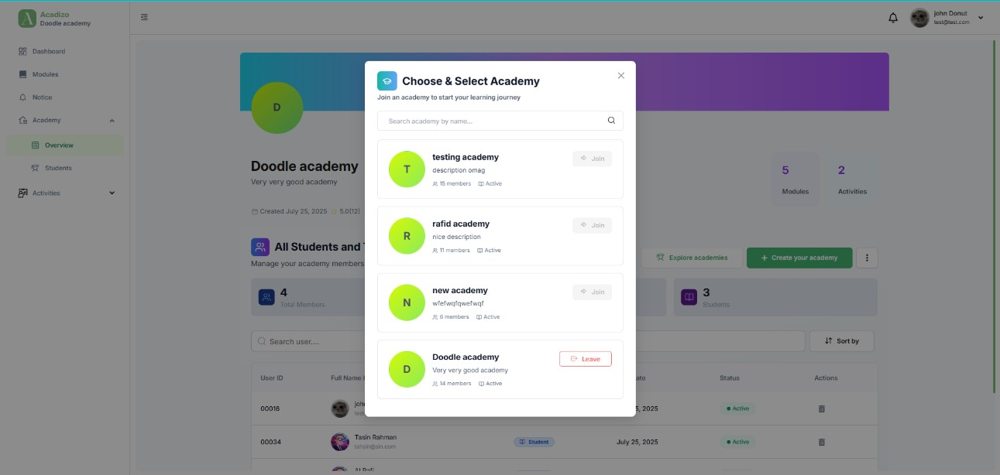 Acadizo
Doodle academy
john Donut
test@test.com
Dashboard
Modules
Notice
Academy
Overview
Students
Activities
D
Doodle academy
Very very good academy
Created July 25, 2025 5.0(12)
5
Modules
2
Activities
All Students and
Manage your academy members
Explore academies
+ Create your academy
4
Total Members
3
Students
Search user....
Sort by
User ID
Full Name
Status
Actions
00016
5, 2025
Active
00034
Tasin Rahman
tahsin@sin.com
Student
July 25, 2025
Active
Choose & Select Academy
Join an academy to start your learning journey
Search academy by name...
T
testing academy
description omag
15 members Active
Join
R
rafid academy
nice description
11 members Active
Join
N
new academy
wfefwqfqwefwqf
6 members Active
Join
D
Doodle academy
Very very good academy
14 members Active
Leave